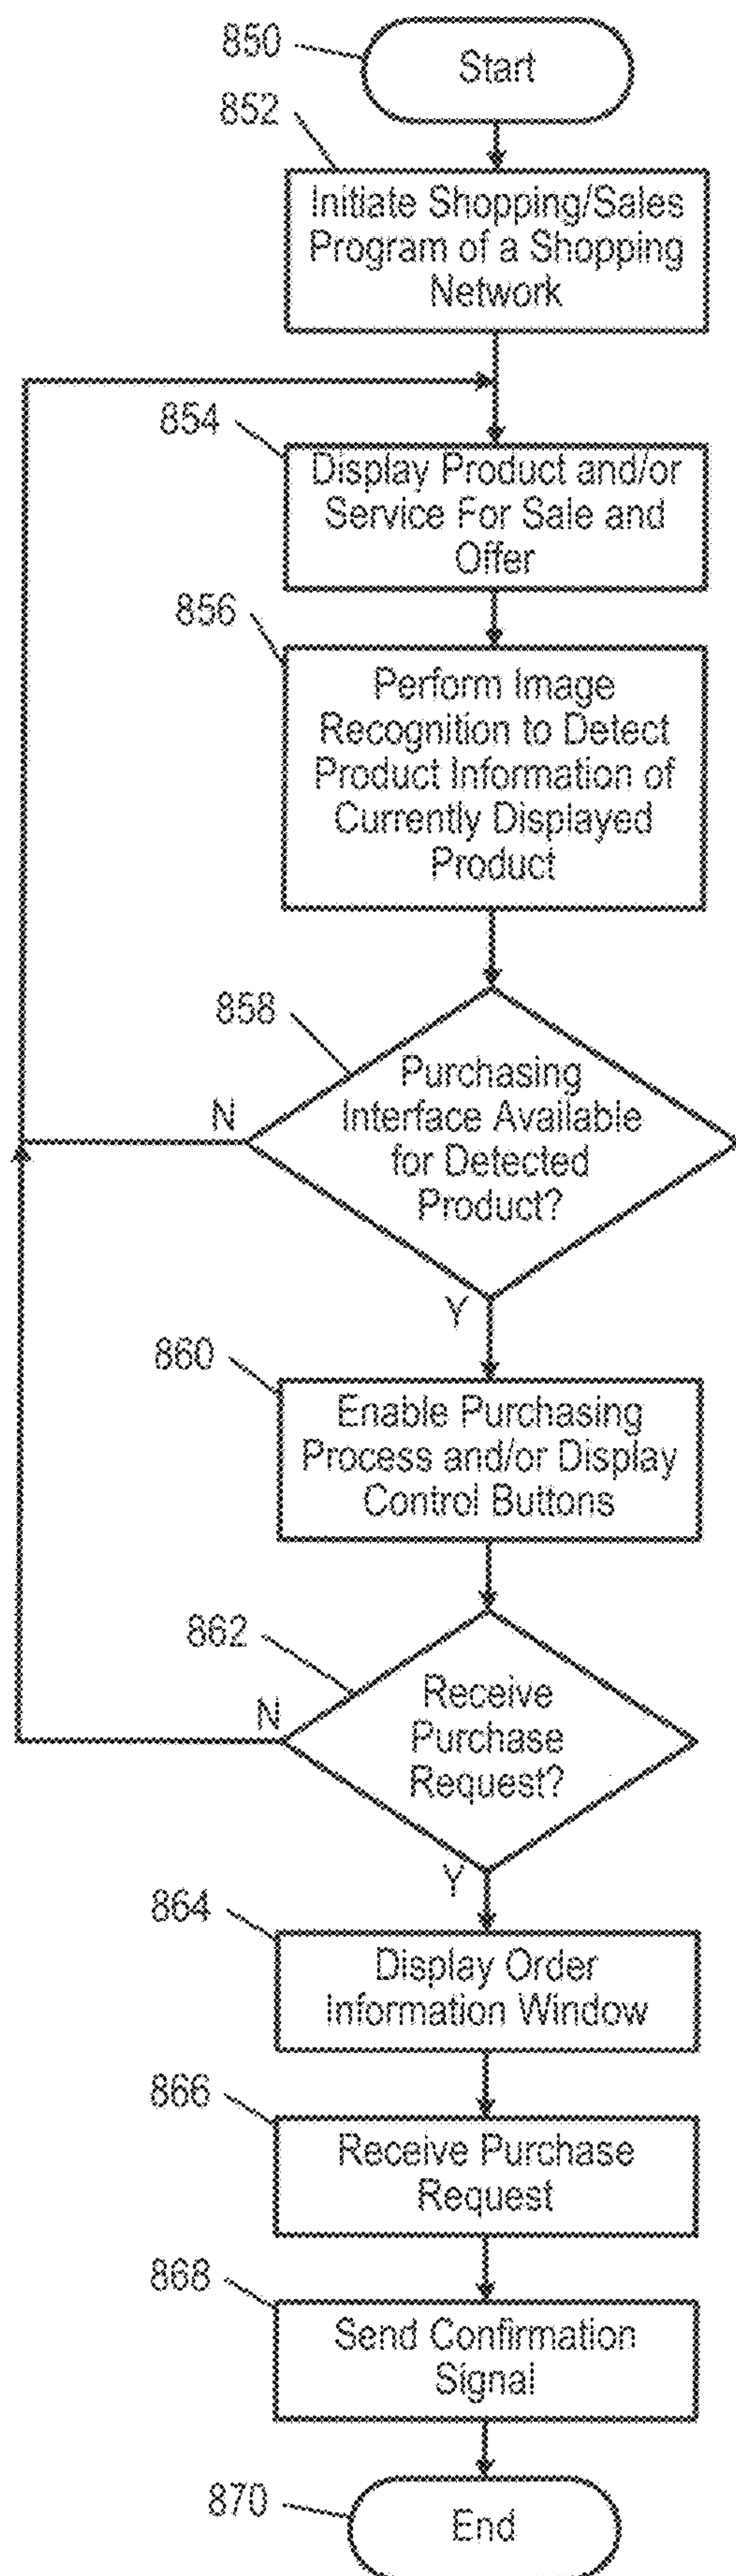 850
Start
852
Initiate Shopping/Sales
Program of a Shopping
Network
854
Display Product and/or
Service For Sale and
Offer
856
Perform Image
Recognition to Detect
Product Information of
Currently Displayed
Product
858
Purchasing
Interface Available
for Detected
Product?
N
Y
860
Enable Purchasing
Process and/or Display
Control Buttons
862
Receive
Purchase
Request?
N
Y
864
Display Order
Information Window
866
Receive Purchase
Request
868
Send Confirmation
Signal
870
End